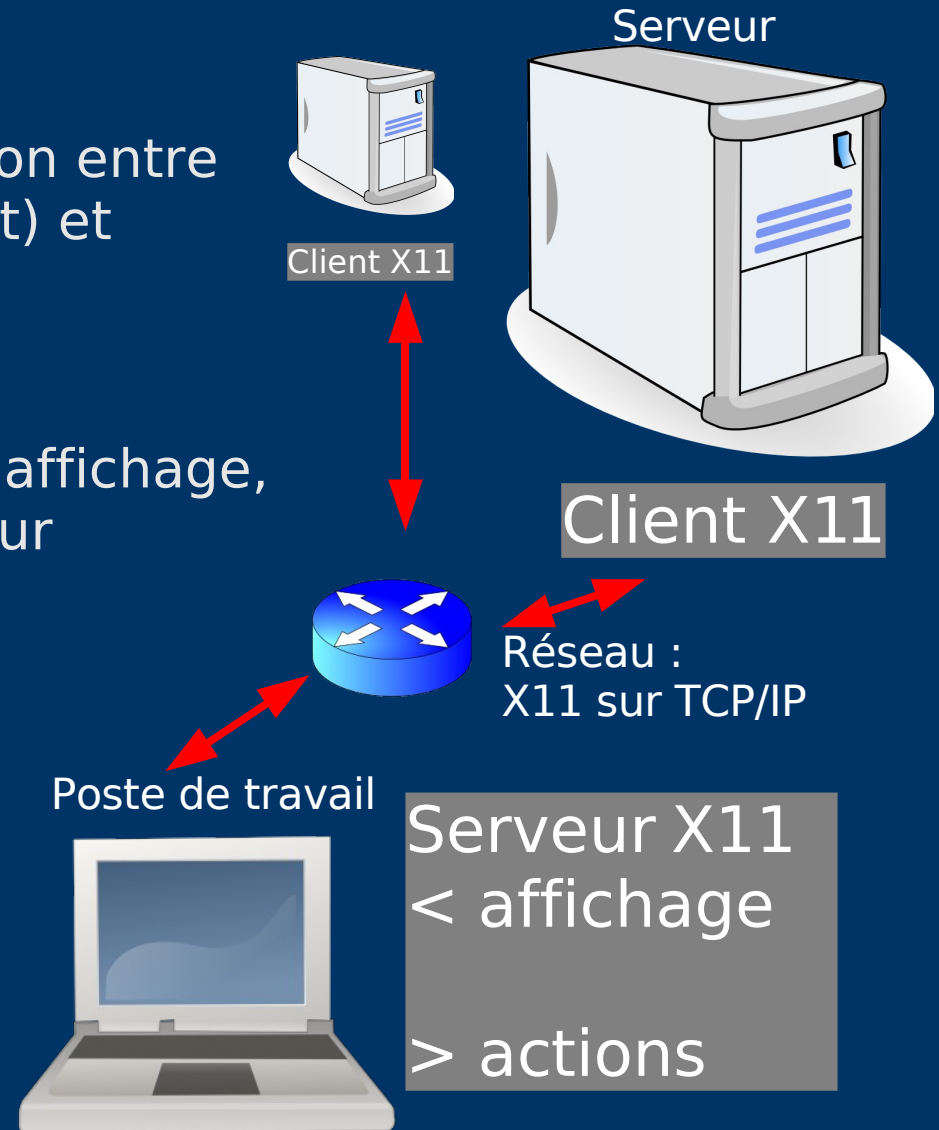 Serveur
on entre
t) et
Client X11
affichage,
ur
Client X11
Réseau :
X11 sur TCP/IP
Poste de travail
Serveur X11
< affichage
> actions